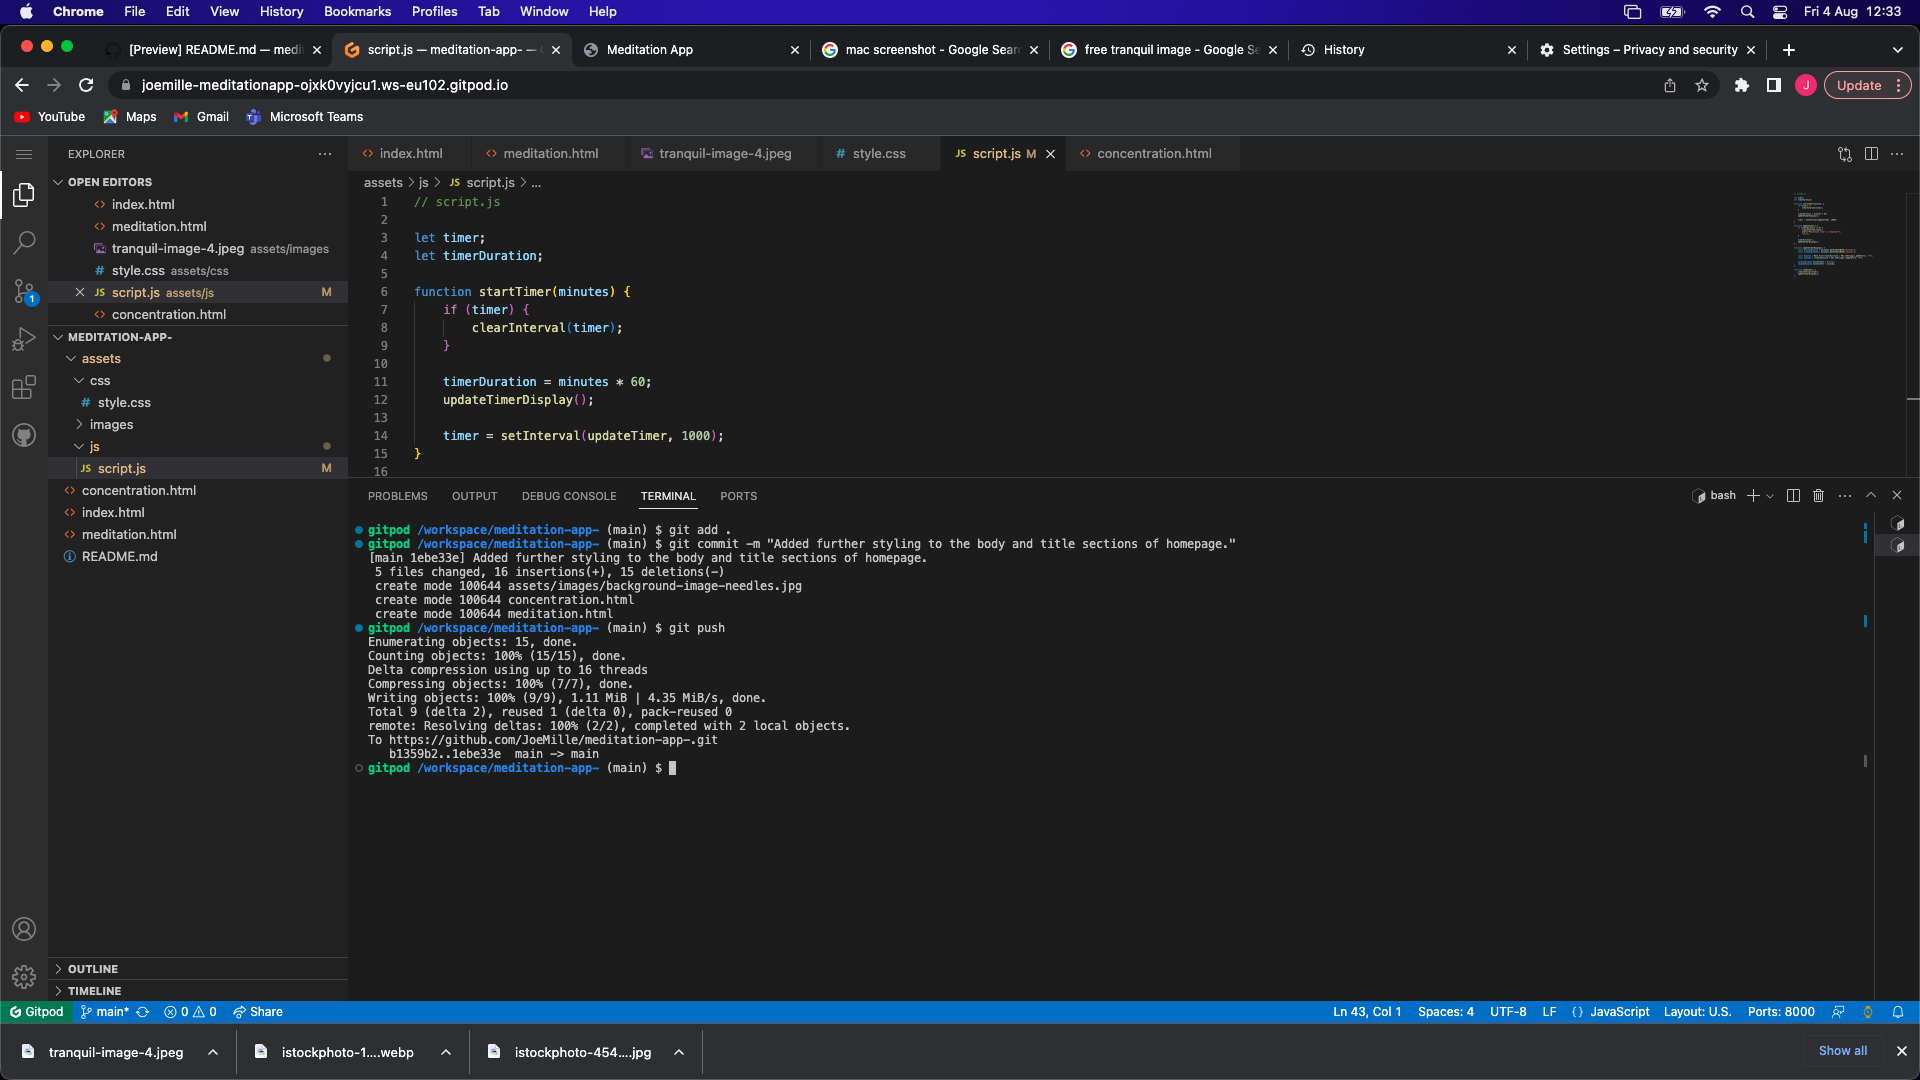 Chrome File Edit View History Bookmarks Profiles Tab Window Help Fri 4 Aug 12:33
[Preview] README.md — medi script.js — meditation-app- — Meditation App mac screenshot - Google Sear free tranquil image - Google Se History Settings – Privacy and security
joemille-meditationapp-ojxk0vyjcu1.ws-eu102.gitpod.io J Update
YouTube Maps Gmail Microsoft Teams
EXPLORER
OPEN EDITORS
index.html
meditation.html
tranquil-image-4.jpeg assets/images
# style.css assets/css
JS script.js assets/js M
concentration.html
1
MEDITATION-APP-
assets
css
# style.css
images
js
JS script.js M
concentration.html
index.html
meditation.html
README.md
OUTLINE
TIMELINE
index.html meditation.html tranquil-image-4.jpeg # style.css JS script.js M concentration.html
assets > js > JS script.js > ...
1 // script.js
2
3 let timer;
4 let timerDuration;
5
6 function startTimer(minutes) {
7 if (timer) {
8 clearInterval(timer);
9 }
10
11 timerDuration = minutes * 60;
12 updateTimerDisplay();
13
14 timer = setInterval(updateTimer, 1000);
15 }
16
PROBLEMS OUTPUT DEBUG CONSOLE TERMINAL PORTS bash
gitpod /workspace/meditation-app- (main) $ git add .
gitpod /workspace/meditation-app- (main) $ git commit -m "Added further styling to the body and title sections of homepage."
[main 1ebe33e] Added further styling to the body and title sections of homepage.
5 files changed, 16 insertions(+), 15 deletions(-)
create mode 100644 assets/images/background-image-needles.jpg
create mode 100644 concentration.html
create mode 100644 meditation.html
gitpod /workspace/meditation-app- (main) $ git push
Enumerating objects: 15, done.
Counting objects: 100% (15/15), done.
Delta compression using up to 16 threads
Compressing objects: 100% (7/7), done.
Writing objects: 100% (9/9), 1.11 MiB | 4.35 MiB/s, done.
Total 9 (delta 2), reused 1 (delta 0), pack-reused 0
remote: Resolving deltas: 100% (2/2), completed with 2 local objects.
To https://github.com/JoeMille/meditation-app-.git
b1359b2..1ebe33e main -> main
gitpod /workspace/meditation-app- (main) $
Gitpod main* 0 0 Share Ln 43, Col 1 Spaces: 4 UTF-8 LF {} JavaScript Layout: U.S. Ports: 8000
tranquil-image-4.jpeg istockphoto-1....webp istockphoto-454....jpg Show all